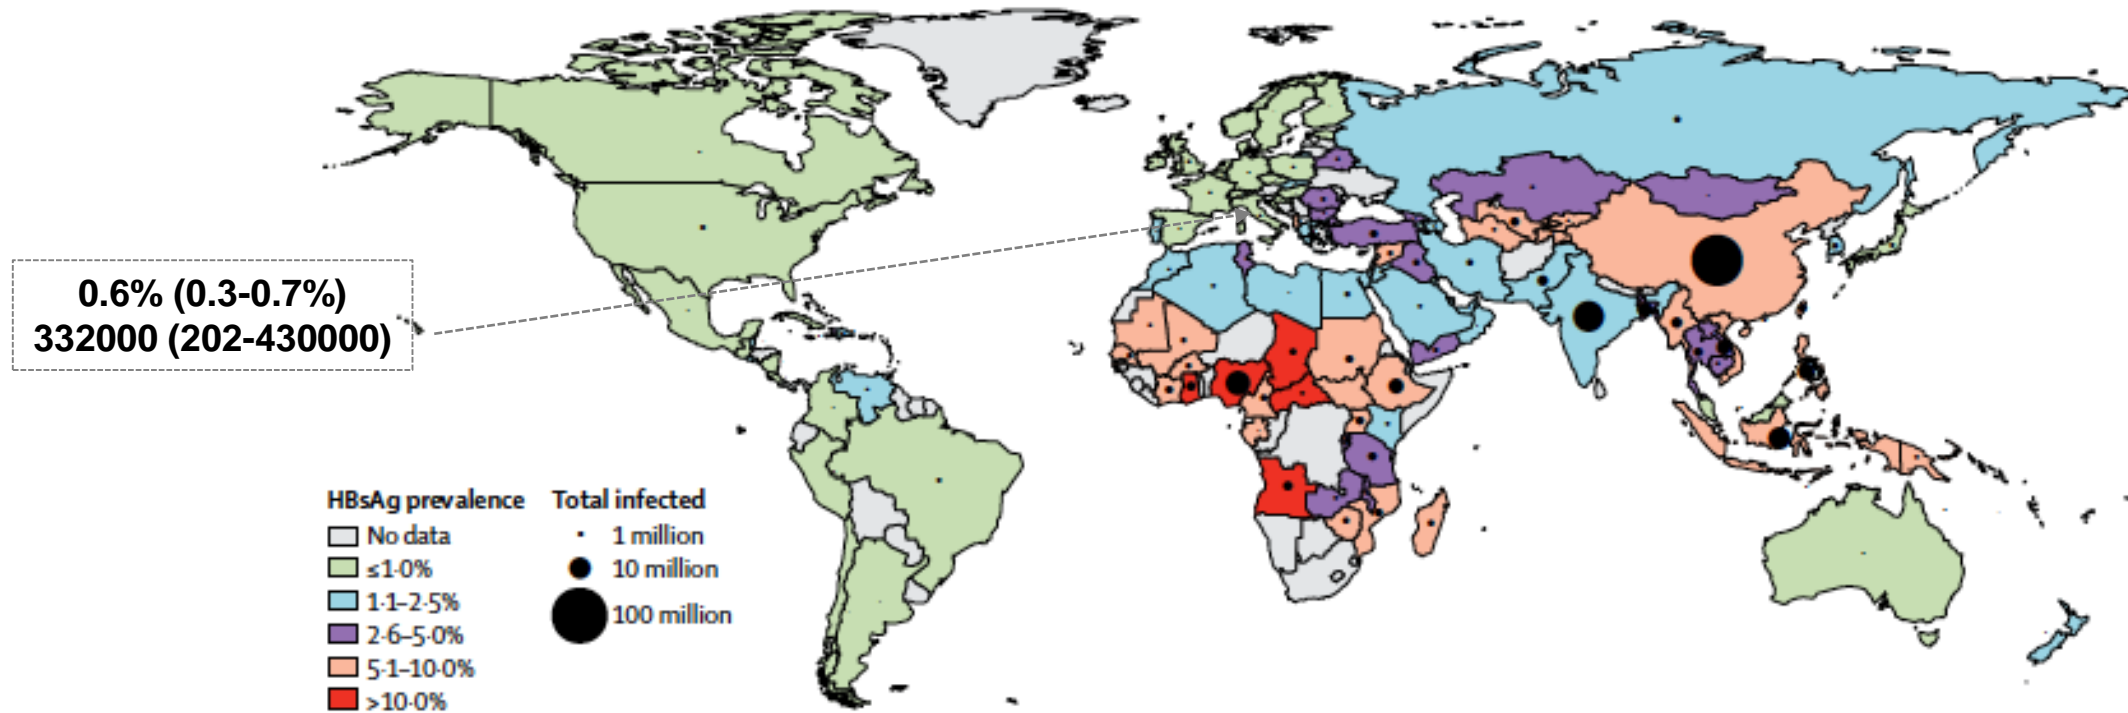 0.6% (0.3-0.7%)
332000 (202-430000)
HBsAg prevalence
No data
≤1·0%
1·1–2·5%
2·6–5·0%
5·1–10·0%
>10·0%
Total infected
1 million
10 million
100 million